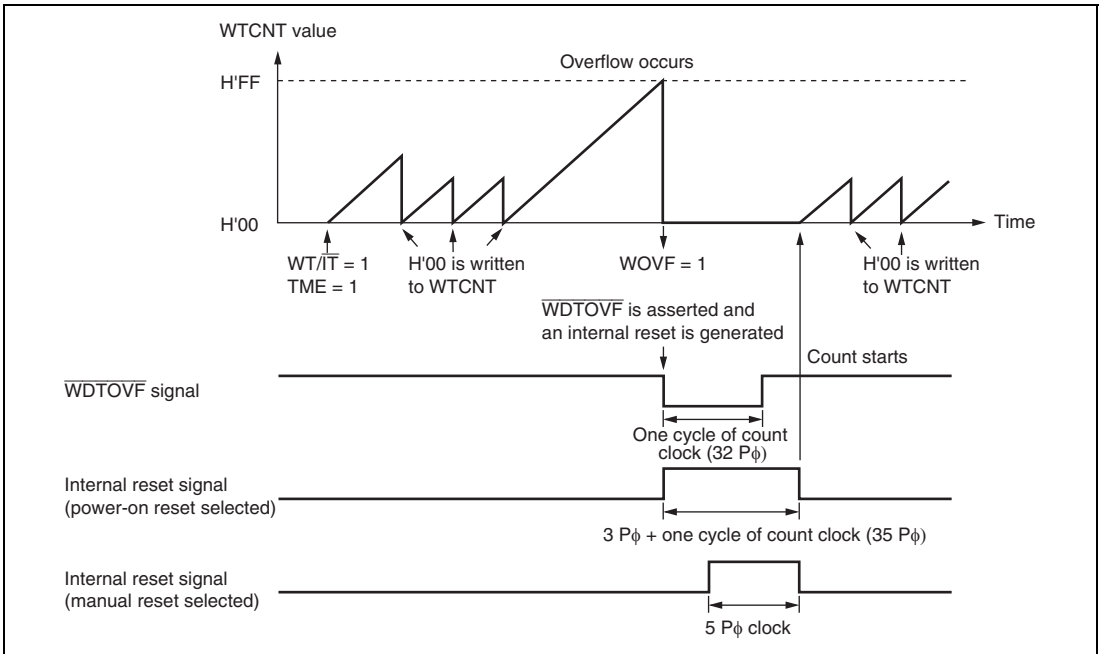 WTCNT value
Overflow occurs
H'FF
H'00
Time
WT/I̅T̅ = 1
TME = 1
H'00 is written
to WTCNT
WOVF = 1
H'00 is written
to WTCNT
W̅D̅T̅O̅V̅F̅ is asserted and
an internal reset is generated
Count starts
W̅D̅T̅O̅V̅F̅ signal
One cycle of count
clock (32 Pϕ)
Internal reset signal
(power-on reset selected)
3 Pϕ + one cycle of count clock (35 Pϕ)
Internal reset signal
(manual reset selected)
5 Pϕ clock